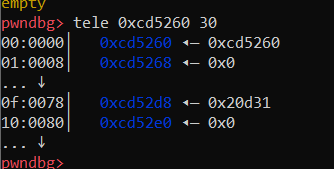 empty
pwndbg> tele 0xcd5260 30
00:0000│ 0xcd5260 ◂— 0xcd5260
01:0008│ 0xcd5268 ◂— 0x0
... ↓
0f:0078│ 0xcd52d8 ◂— 0x20d31
10:0080│ 0xcd52e0 ◂— 0x0
... ↓
pwndbg>